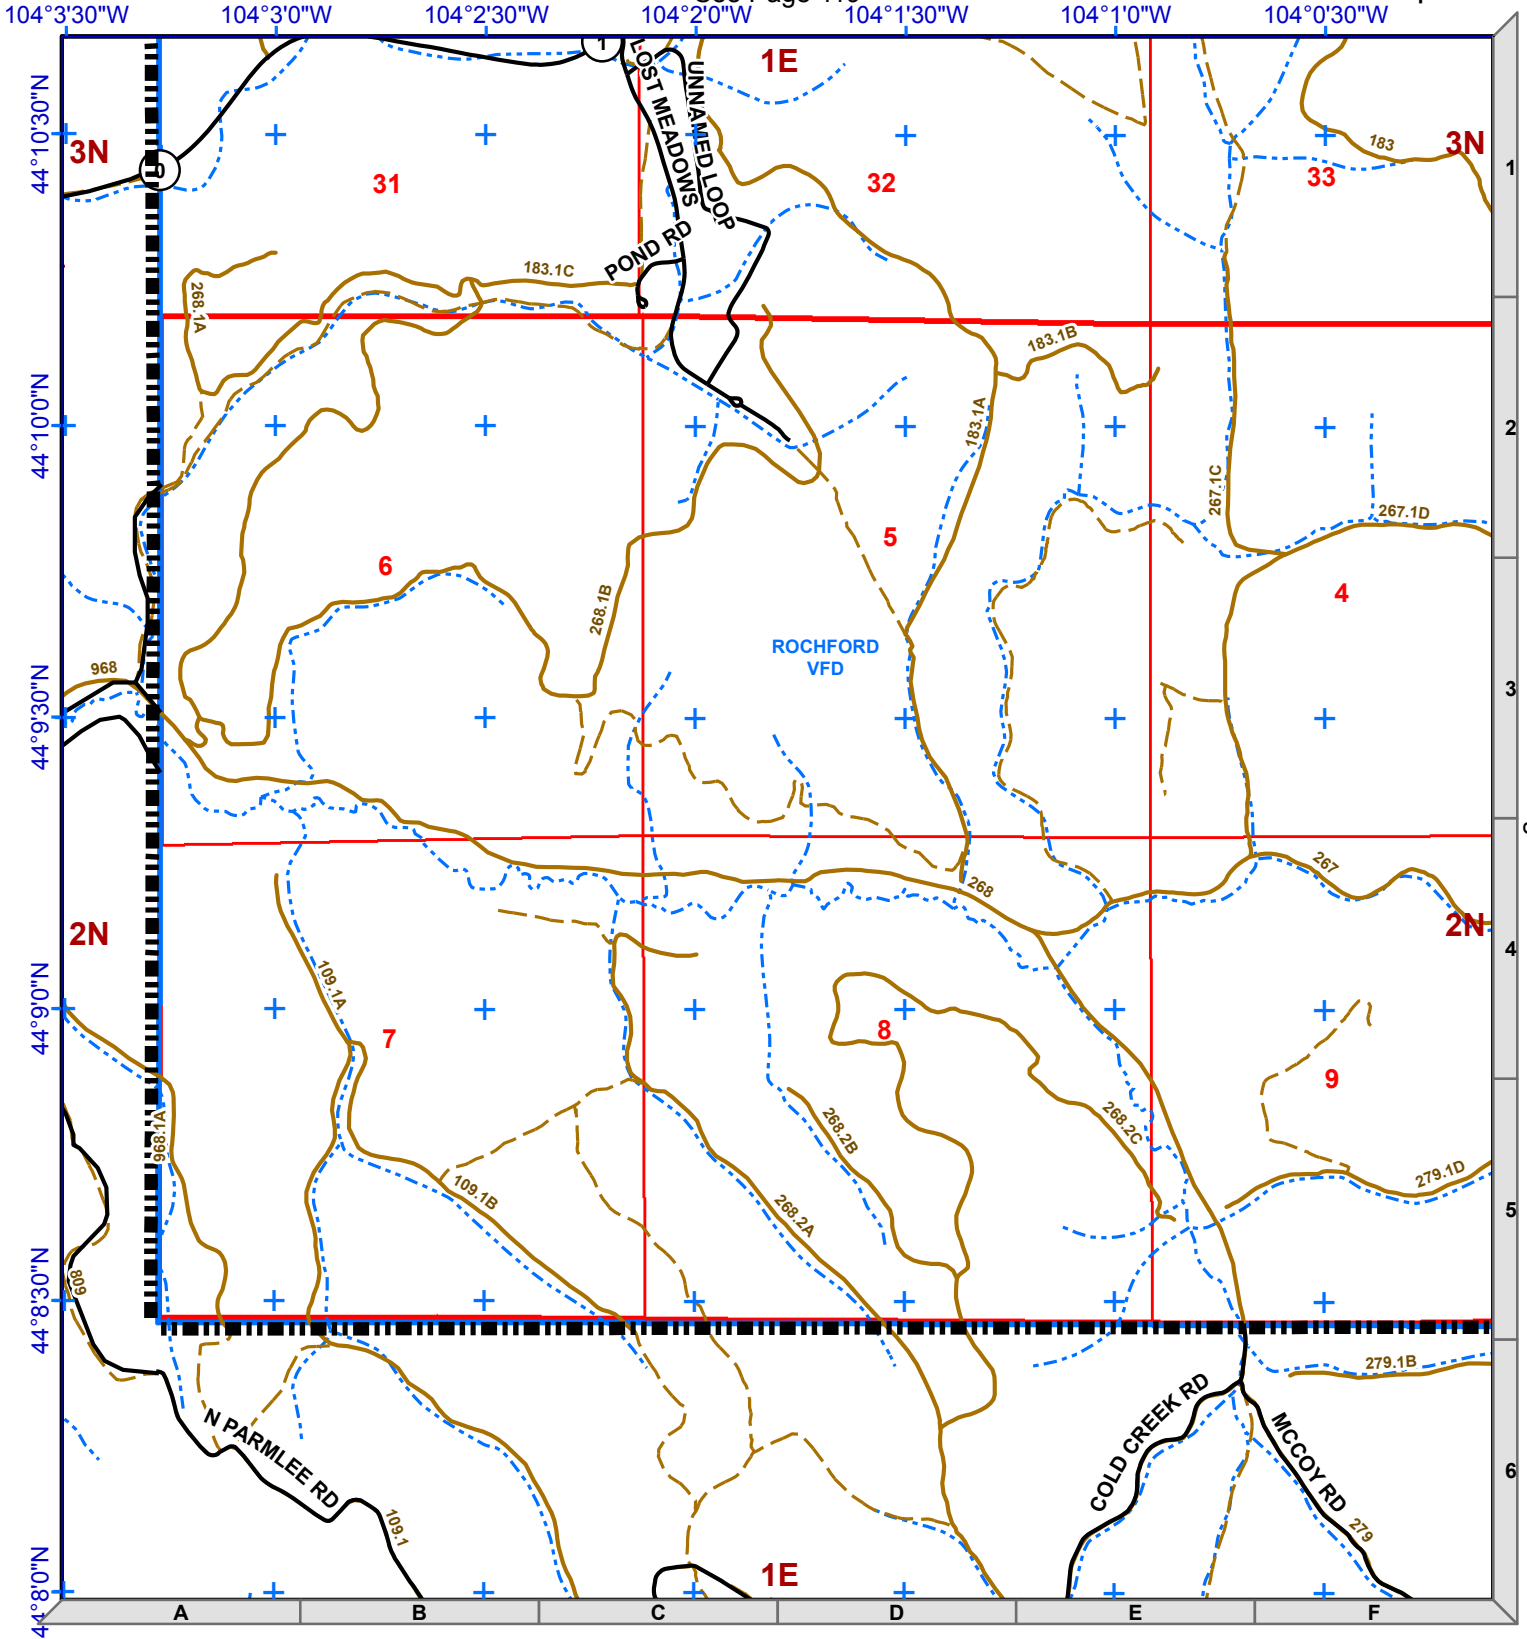 See Page 110
104°3'30"W 104°3'0"W 104°2'30"W 104°2'0"W 104°1'30"W 104°1'0"W 104°0'30"W
1
1E
LOST MEADOWS
UNNAMED LOOP
44°10'30"N
3N
0
31
32
33
183
3N
1
POND RD
183.1C
268.1A
183.1B
44°10'0"N
183.1A
2
267.1C
267.1D
5
6
4
268.1B
ROCHFORD
VFD
968
3
44°9'30"N
268
267
2N
2N
4
109.1A
44°9'0"N
7
8
9
968.1A
268.2B
268.2C
109.1B
268.2A
279.1D
5
809
44°8'30"N
279.1B
N PARMLEE RD
COLD CREEK RD
MCCOY RD
6
109.1
279
1E
44°8'0"N
A B C D E F